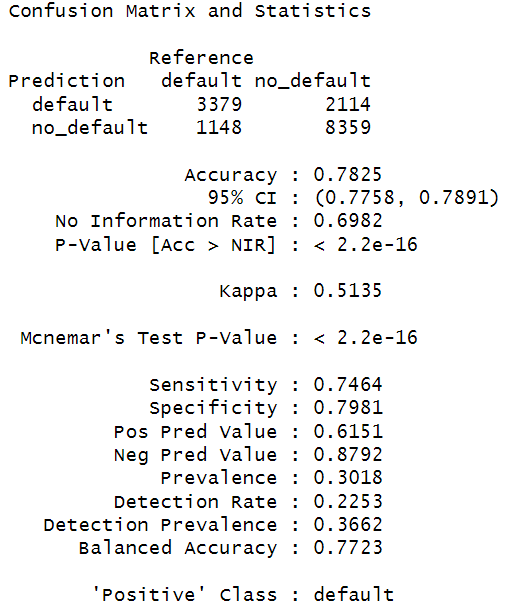 Confusion Matrix and Statistics
Reference
Prediction default no_default
default 3379 2114
no_default 1148 8359
Accuracy : 0.7825
95% CI : (0.7758, 0.7891)
No Information Rate : 0.6982
P-Value [Acc > NIR] : < 2.2e-16
Kappa : 0.5135
Mcnemar's Test P-Value : < 2.2e-16
Sensitivity : 0.7464
Specificity : 0.7981
Pos Pred Value : 0.6151
Neg Pred Value : 0.8792
Prevalence : 0.3018
Detection Rate : 0.2253
Detection Prevalence : 0.3662
Balanced Accuracy : 0.7723
'Positive' Class : default